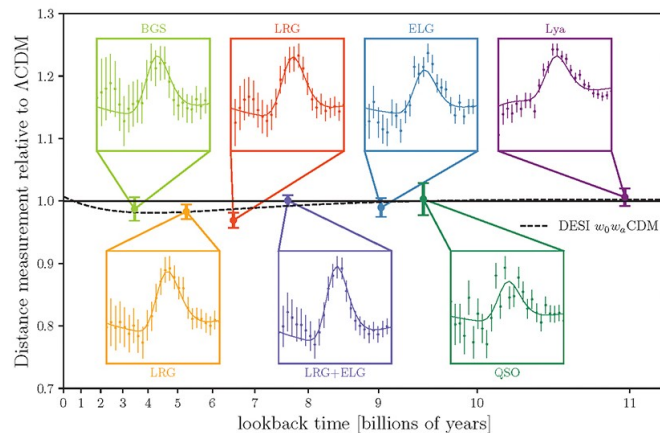 Distance measurement relative to ΛCDM
1.3
1.2
1.1
1.0
0.9
0.8
0.7
BGS
LRG
ELG
Lya
DESI w₀wₐCDM
LRG
LRG+ELG
QSO
0 1 2 3 4 5 6 7 8 9 10 11
lookback time [billions of years]